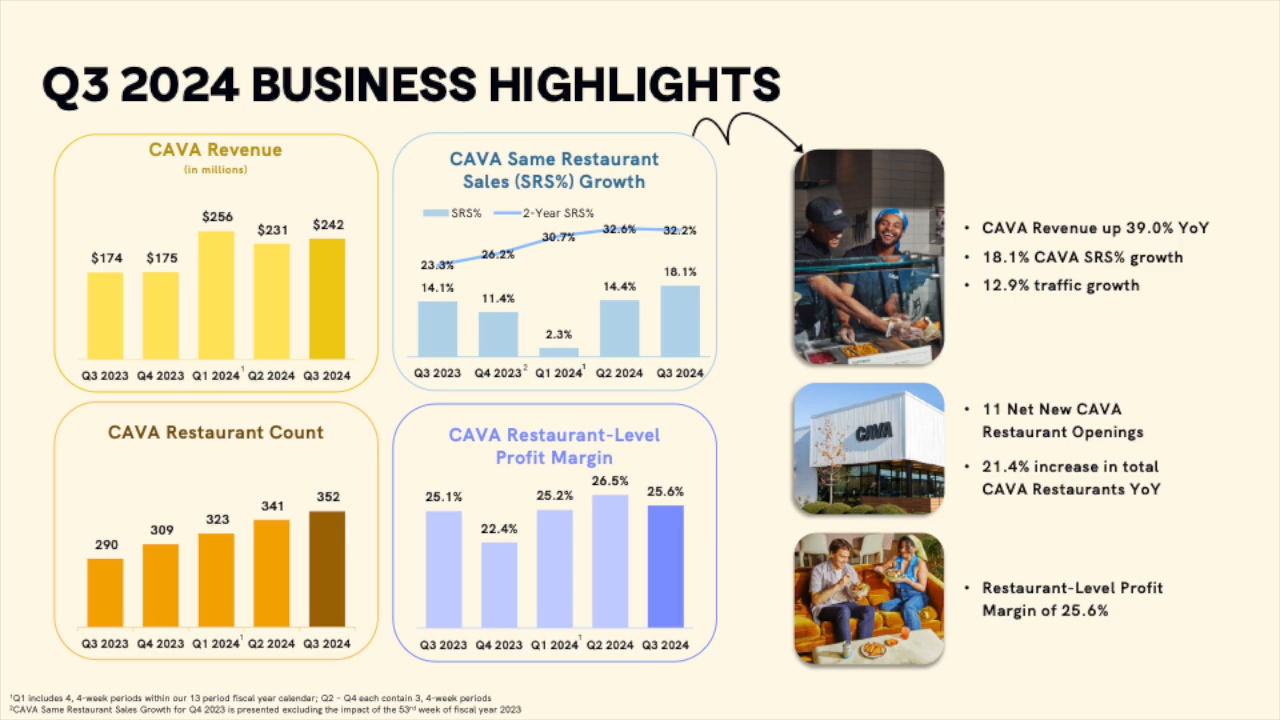 Q3 2024 BUSINESS HIGHLIGHTS
CAVA Revenue
(in millions)
$174
$175
$256
$231
$242
Q3 2023
Q4 2023
Q1 2024¹
Q2 2024
Q3 2024
CAVA Same Restaurant
Sales (SRS%) Growth
SRS%
2-Year SRS%
23.3%
26.2%
30.7%
32.6%
32.2%
14.1%
11.4%
2.3%
14.4%
18.1%
Q3 2023
Q4 2023²
Q1 2024¹
Q2 2024
Q3 2024
CAVA Restaurant Count
290
309
323
341
352
Q3 2023
Q4 2023
Q1 2024¹
Q2 2024
Q3 2024
CAVA Restaurant-Level
Profit Margin
25.1%
22.4%
25.2%
26.5%
25.6%
Q3 2023
Q4 2023
Q1 2024¹
Q2 2024
Q3 2024
• CAVA Revenue up 39.0% YoY
• 18.1% CAVA SRS% growth
• 12.9% traffic growth
CAVA
• 11 Net New CAVA
Restaurant Openings
• 21.4% increase in total
CAVA Restaurants YoY
• Restaurant-Level Profit
Margin of 25.6%
¹Q1 includes 4, 4-week periods within our 13 period fiscal year calendar; Q2 - Q4 each contain 3, 4-week periods
²CAVA Same Restaurant Sales Growth for Q4 2023 is presented excluding the impact of the 53rd week of fiscal year 2023